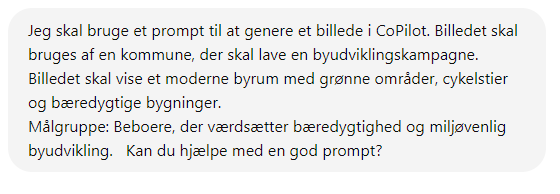 Jeg skal bruge et prompt til at genere et billede i CoPilot. Billedet skal
bruges af en kommune, der skal lave en byudviklingskampagne.
Billedet skal vise et moderne byrum med grønne områder, cykelstier
og bæredygtige bygninger.
Målgruppe: Beboere, der værdsætter bæredygtighed og miljøvenlig
byudvikling.   Kan du hjælpe med en god prompt?